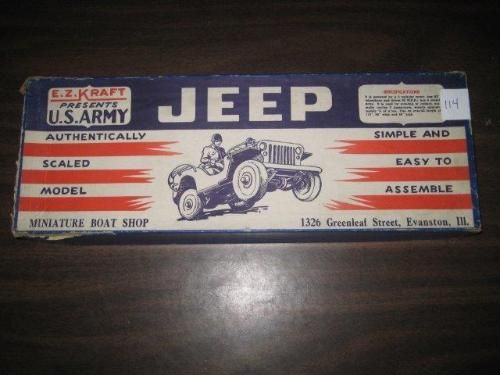 E.Z. KRAFT
PRESENTS
U.S. ARMY
JEEP
SPECIFICATIONS
114
AUTHENTICALLY
SCALED
MODEL
SIMPLE AND
EASY TO
ASSEMBLE
MINIATURE BOAT SHOP
1326 Greenleaf Street, Evanston, Ill.